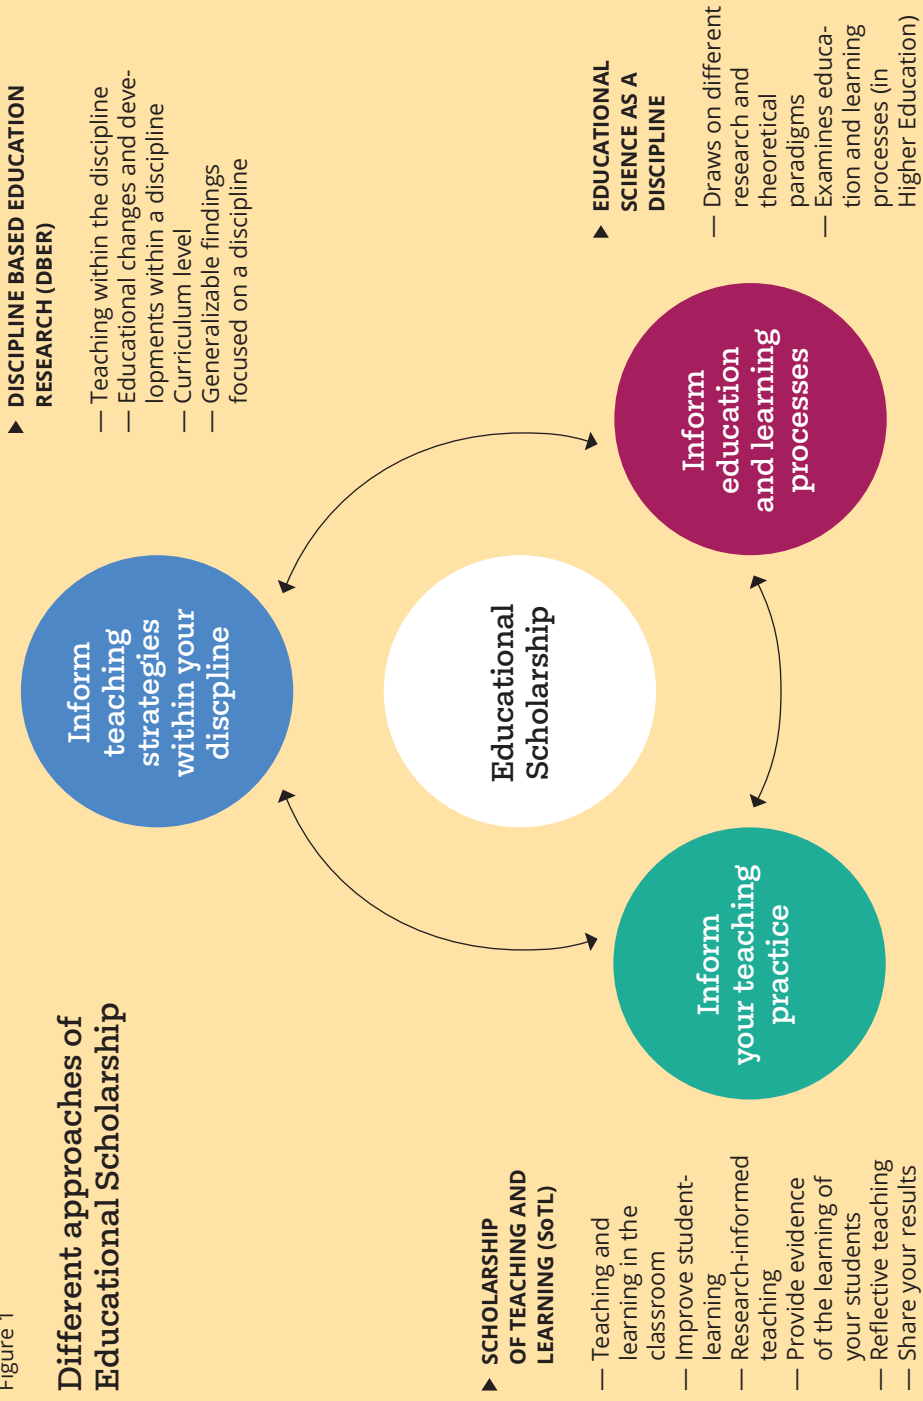 Figure 1
Different approaches of
Educational Scholarship
▶ DISCIPLINE BASED EDUCATION
RESEARCH (DBER)
— Teaching within the discipline
— Educational changes and deve-
lopments within a discipline
— Curriculum level
— Generalizable findings
focused on a discipline
Inform
teaching
strategies
within your
discpline
Educational
Scholarship
▶ SCHOLARSHIP
OF TEACHING AND
LEARNING (SoTL)
— Teaching and
learning in the
classroom
— Improve student-
learning
— Research-informed
teaching
— Provide evidence
of the learning of
your students
— Reflective teaching
— Share your results
Inform
your teaching
practice
Inform
education
and learning
processes
▶ EDUCATIONAL
SCIENCE AS A
DISCIPLINE
— Draws on different
research and
theoretical
paradigms
— Examines educa-
tion and learning
processes (in
Higher Education)